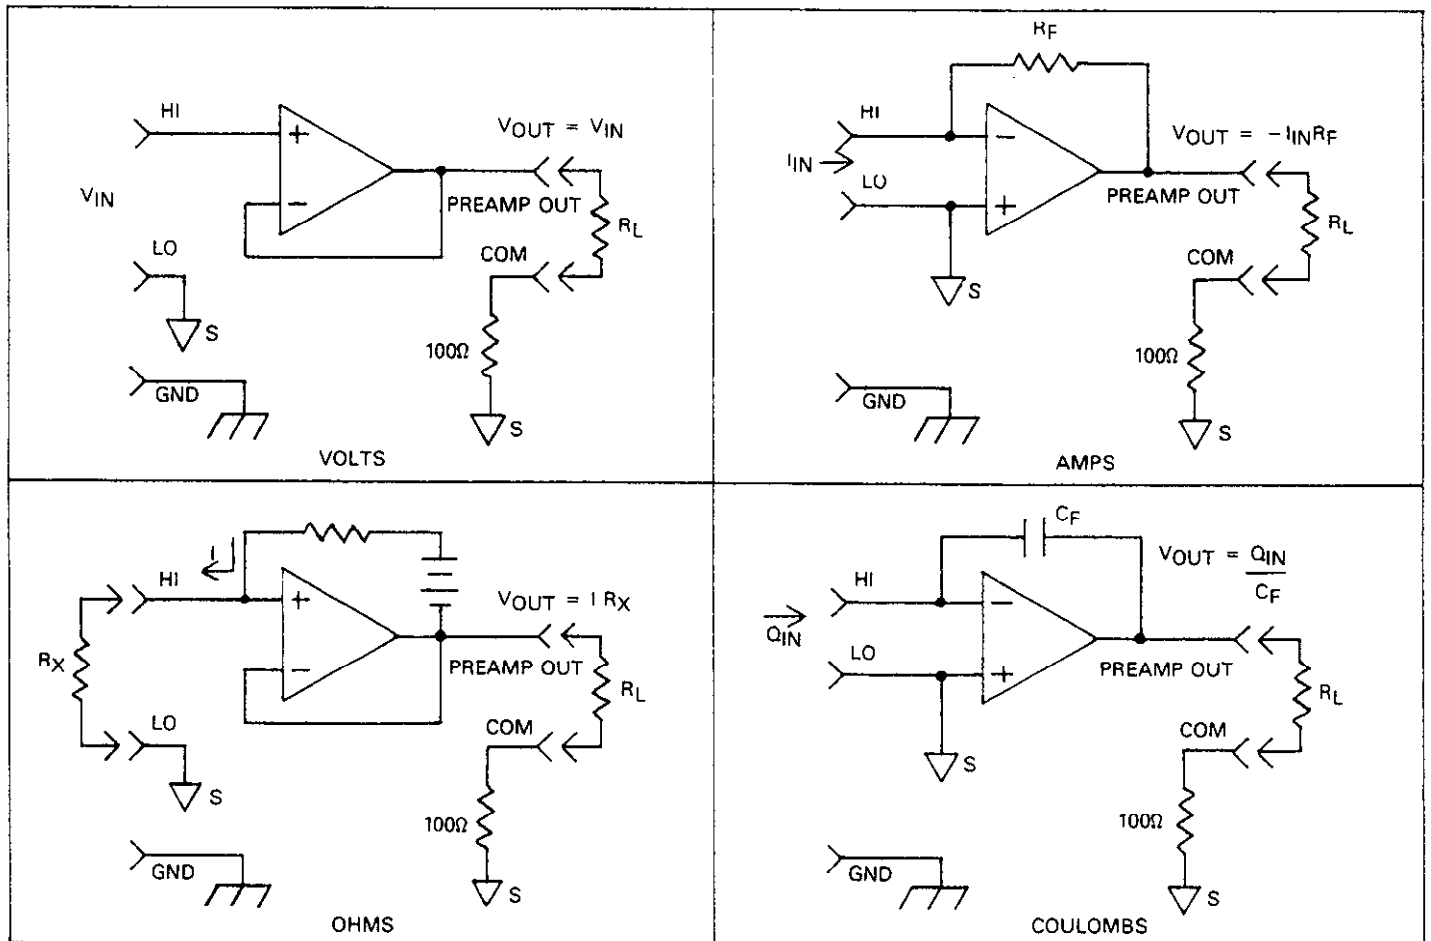 HI
+
VOUT = VIN
VIN
−
PREAMP OUT
RL
LO
COM
S
100Ω
GND
S
VOLTS
RF
HI
−
VOUT = −IINRF
IIN
LO
+
PREAMP OUT
RL
COM
S
100Ω
GND
S
AMPS
I
HI
+
VOUT = I RX
RX
−
PREAMP OUT
RL
LO
COM
S
100Ω
GND
S
OHMS
CF
VOUT = QIN
CF
HI
−
QIN
LO
+
PREAMP OUT
RL
COM
S
100Ω
GND
S
COULOMBS